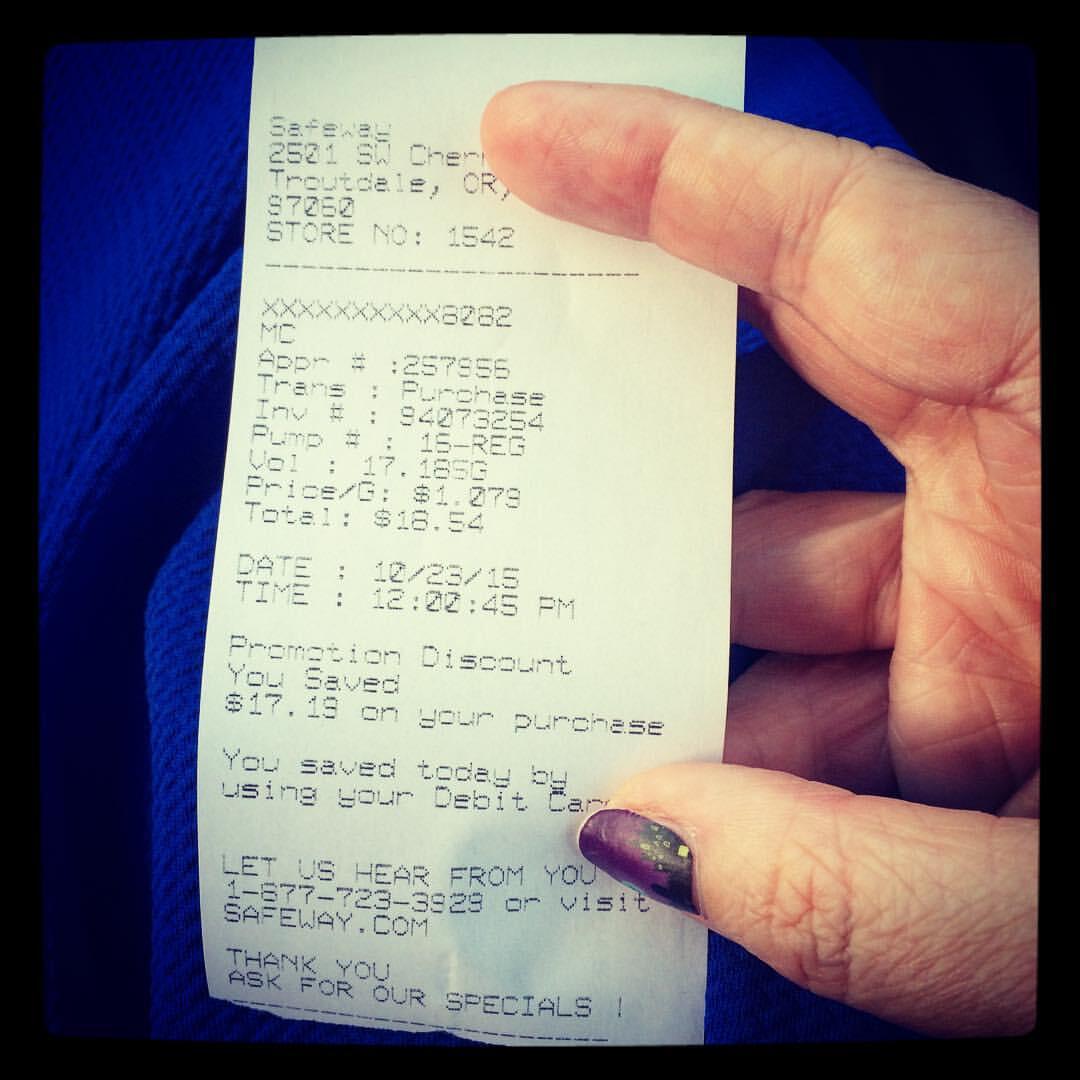 Safeway
2501 SW Cher
Troutdale, OR,
97060
STORE NO: 1542
XXXXXXXXXX8082
MC
Appr # :257956
Trans : Purchase
Inv # : 94073254
Pump # : 15-REG
Vol : 17.185G
Price/G: $1.079
Total: $18.54
DATE : 10/23/15
TIME : 12:00:45 PM
Promotion Discount
You Saved
$17.19 on your purchase
You saved today by
using your Debit Car
LET US HEAR FROM YOU
1-877-723-3929 or visit
SAFEWAY.COM
THANK YOU
ASK FOR OUR SPECIALS !